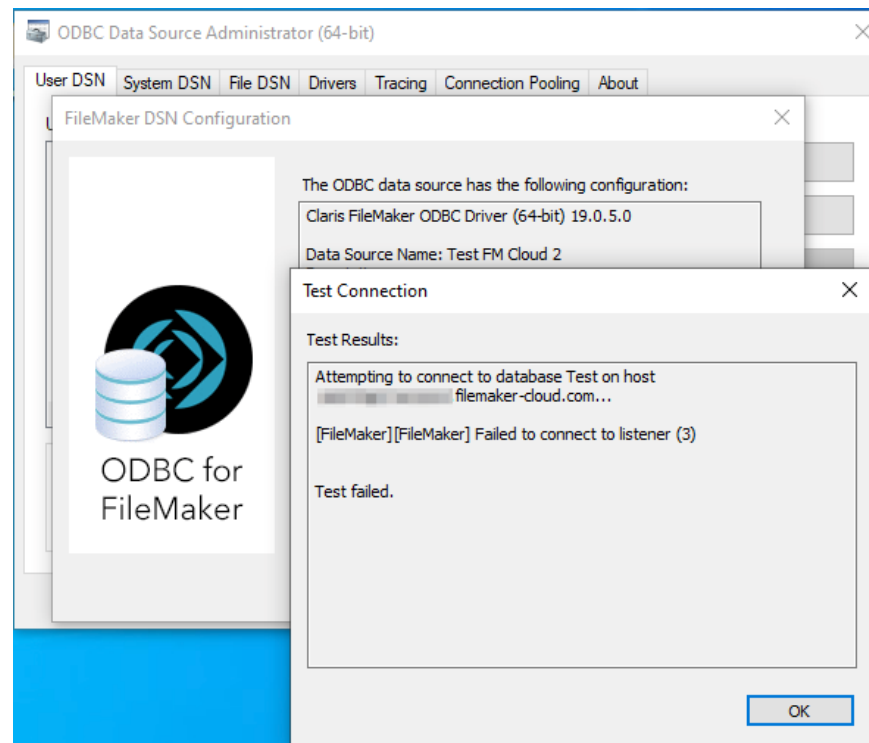 ODBC Data Source Administrator (64-bit)
User DSN System DSN File DSN Drivers Tracing Connection Pooling About
FileMaker DSN Configuration
The ODBC data source has the following configuration:
Claris FileMaker ODBC Driver (64-bit) 19.0.5.0
Data Source Name: Test FM Cloud 2
ODBC for
FileMaker
Test Connection
Test Results:
Attempting to connect to database Test on host
filemaker-cloud.com...
[FileMaker][FileMaker] Failed to connect to listener (3)
Test failed.
OK